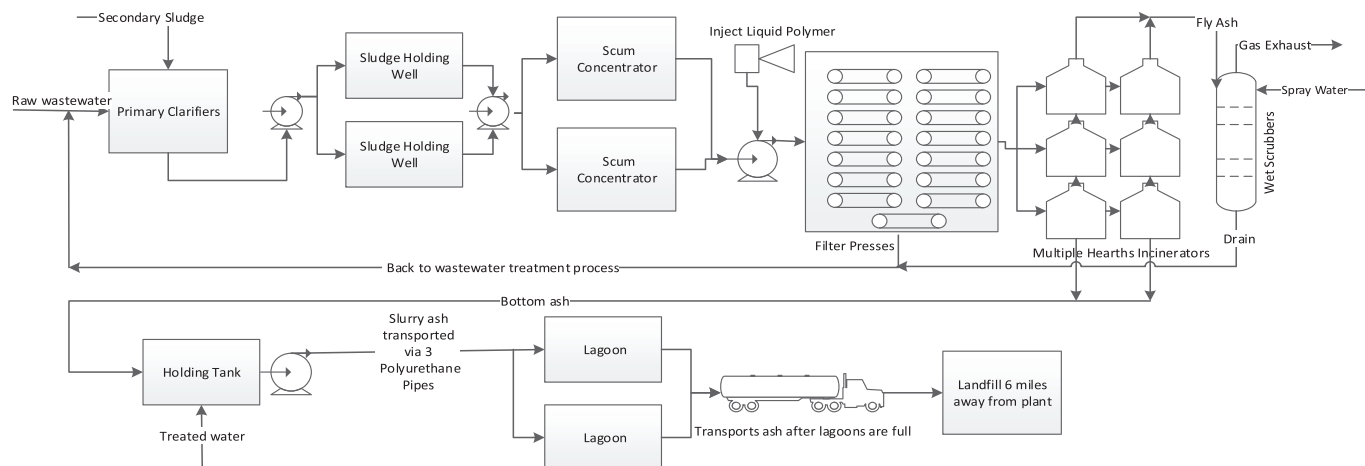 Secondary Sludge
Raw wastewater
Primary Clarifiers
Sludge Holding
Well
Sludge Holding
Well
Scum
Concentrator
Scum
Concentrator
Inject Liquid Polymer
Filter Presses
Multiple Hearths Incinerators
Fly Ash
Gas Exhaust
Spray Water
Wet Scrubbers
Drain
Back to wastewater treatment process
Bottom ash
Holding Tank
Treated water
Slurry ash
transported
via 3
Polyurethane
Pipes
Lagoon
Lagoon
Transports ash after lagoons are full
Landfill 6 miles
away from plant